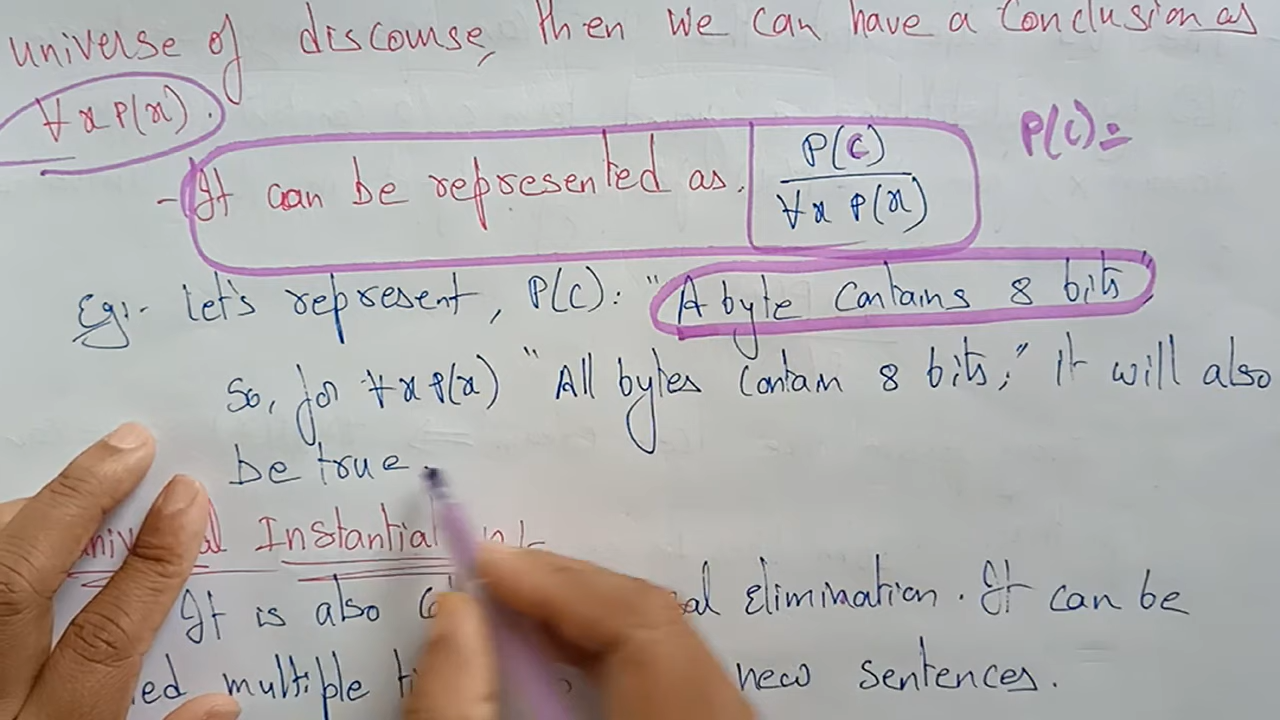 universe of discourse, then we can have a conclusion as
∀x P(x).
- It can be represented as. P(C) / ∀x P(x)
P(C)=
Eg:- Let's represent, P(C): "A byte contains 8 bits"
So, for ∀x P(x) "All bytes contain 8 bits," it will also
be true.
Instantiat
It is also elimination. It can be
multiple new sentences.